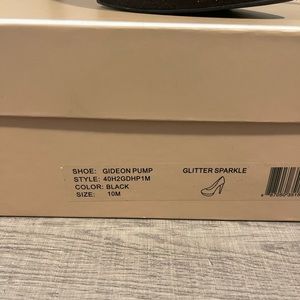 SHOE: GIDEON PUMP GLITTER SPARKLE
STYLE: 40H2GDHP1M
COLOR: BLACK
SIZE: 10M